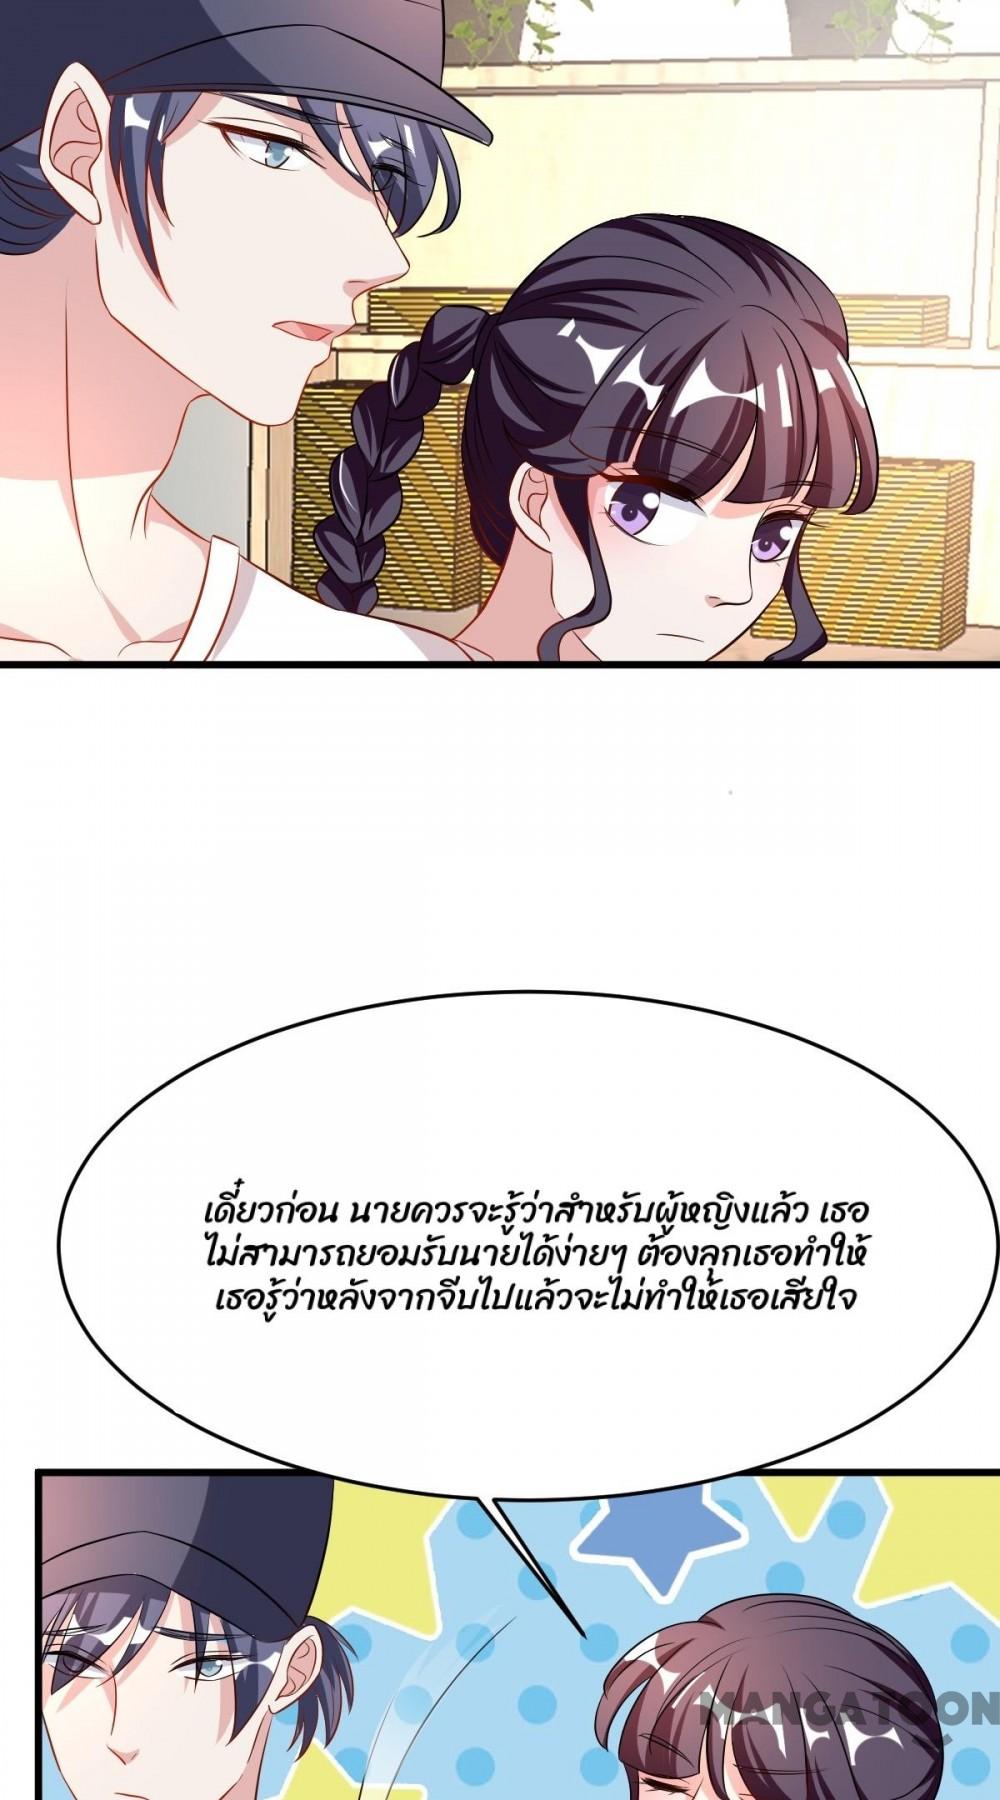 เดี๋ยวก่อน นายควรจะรู้ว่าสำหรับผู้หญิงแล้ว เธอ
ไม่สามารถยอมรับนายได้ง่ายๆ ต้องลุกเธอทำให้
เธอรู้ว่าหลังจากจีบไปแล้วจะไม่ทำให้เธอเสียใจ
MANGATOON